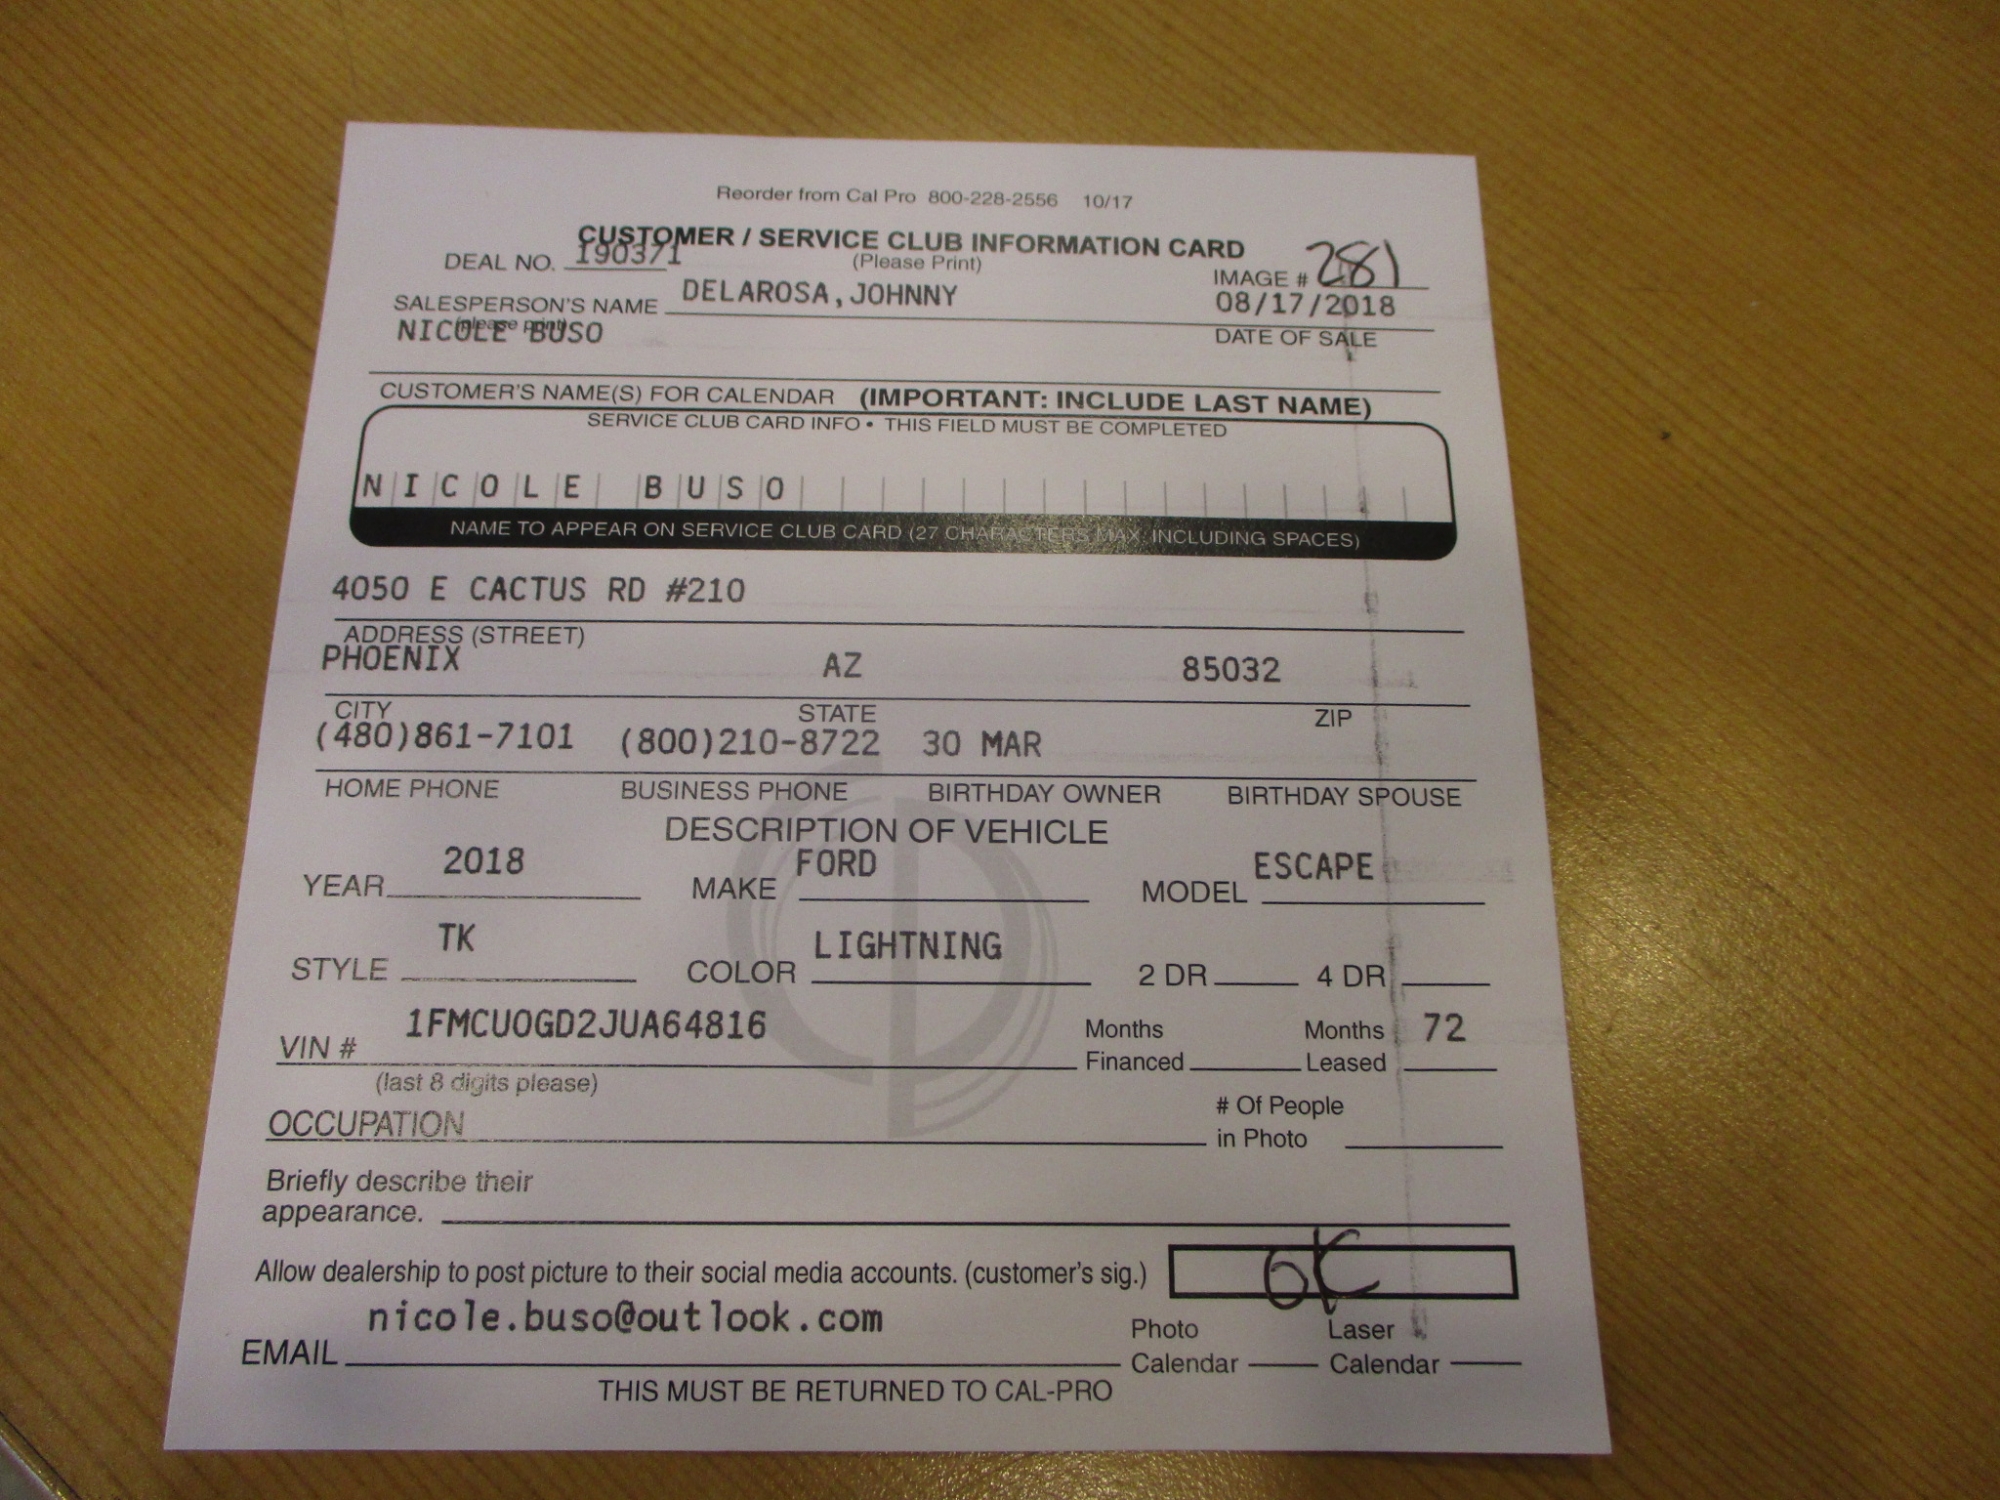 Reorder from Cal Pro 800-228-2556 10/17
CUSTOMER / SERVICE CLUB INFORMATION CARD
(Please Print)
DEAL NO. 190371
IMAGE # 281
SALESPERSON'S NAME DELAROSA,JOHNNY
08/17/2018
(please print)
NICOLE BUSO
DATE OF SALE
CUSTOMER'S NAME(S) FOR CALENDAR (IMPORTANT: INCLUDE LAST NAME)
SERVICE CLUB CARD INFO • THIS FIELD MUST BE COMPLETED
NICOLE BUSO
NAME TO APPEAR ON SERVICE CLUB CARD (27 CHARACTERS MAX. INCLUDING SPACES)
4050 E CACTUS RD #210
ADDRESS (STREET)
PHOENIX AZ 85032
CITY STATE ZIP
(480)861-7101 (800)210-8722 30 MAR
HOME PHONE BUSINESS PHONE BIRTHDAY OWNER BIRTHDAY SPOUSE
DESCRIPTION OF VEHICLE
YEAR 2018 MAKE FORD MODEL ESCAPE
STYLE TK COLOR LIGHTNING 2 DR 4 DR
VIN # 1FMCU0GD2JUA64816
Months Financed Months Leased 72
(last 8 digits please)
OCCUPATION
# Of People in Photo
Briefly describe their
appearance.
Allow dealership to post picture to their social media accounts. (customer's sig.) OK
EMAIL nicole.buso@outlook.com
Photo Calendar Laser Calendar
THIS MUST BE RETURNED TO CAL-PRO